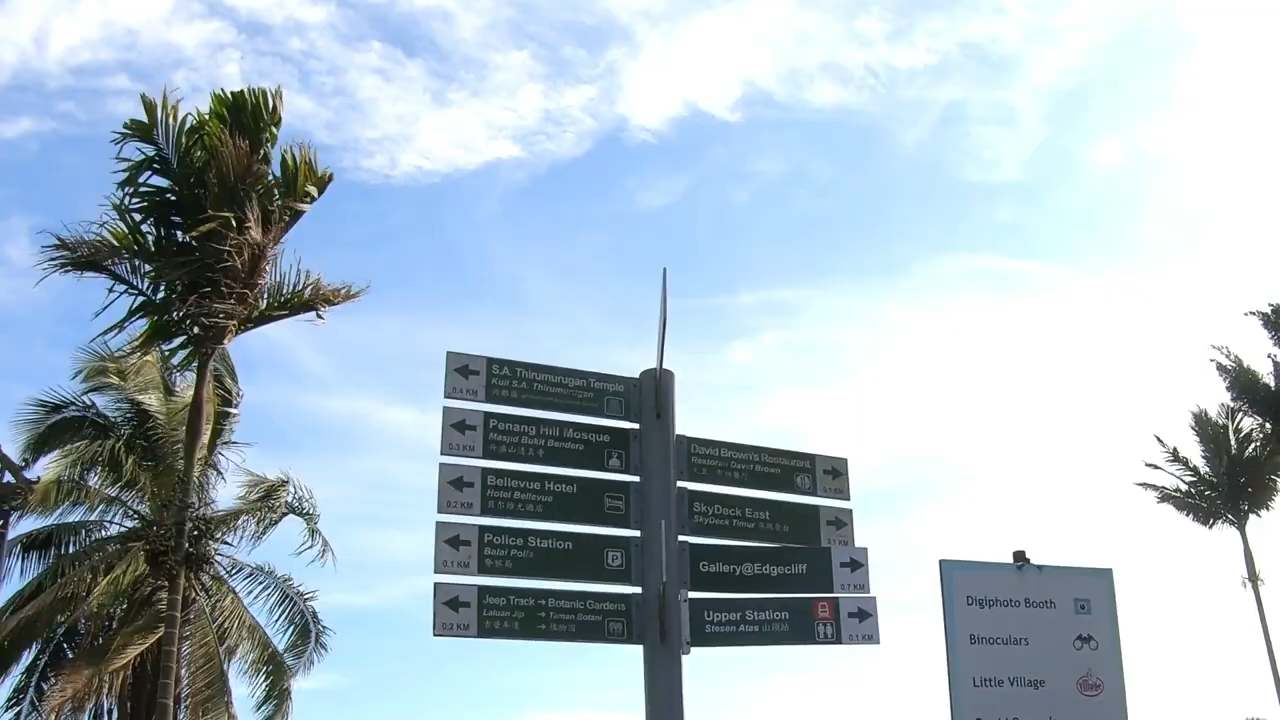 S.A. Thirumurugan Temple
Kuil S.A. Thirumurugan
0.4 KM
Penang Hill Mosque
Masjid Bukit Bendera
升旗山清真寺
0.3 KM
Bellevue Hotel
Hotel Bellevue
0.2 KM
Police Station
Balai Polis
警察局
P
0.1 KM
Jeep Track → Botanic Gardens
Laluan Jip → Taman Botani
→ 植物园
0.2 KM
David Brown's Restaurant
Restoran David Brown
0.1 KM
SkyDeck East
SkyDeck Timur
0.1 KM
Gallery@Edgecliff
0.7 KM
Upper Station
Stesen Atas 山顶站
0.1 KM
Digiphoto Booth
Binoculars
Little Village
Village